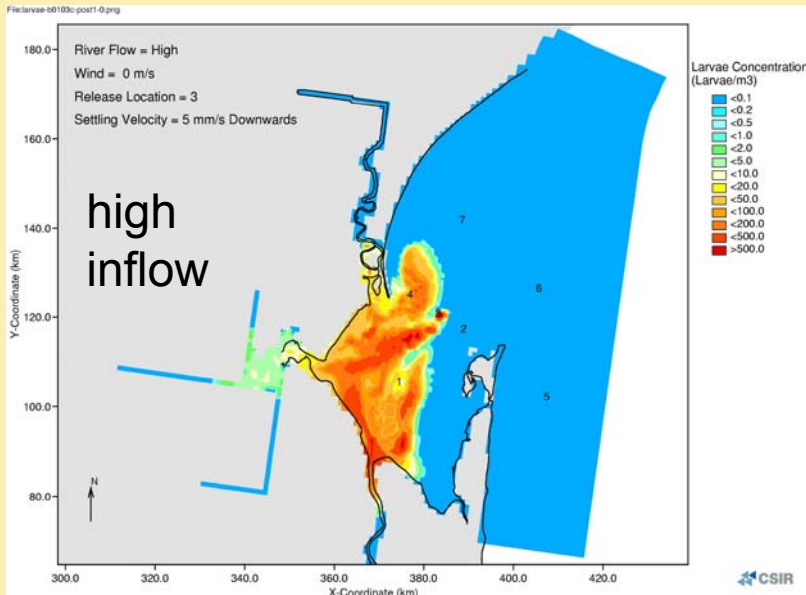 File:larvae-b0103c-post1-0.png
River Flow = High
Wind = 0 m/s
Release Location = 3
Settling Velocity = 5 mm/s Downwards
high
inflow
Larvae Concentration
(Larvae/m3)
<0.1
<0.2
<0.5
<1.0
<2.0
<5.0
<10.0
<20.0
<50.0
<100.0
<200.0
<500.0
>500.0
180.0
160.0
140.0
120.0
100.0
80.0
Y-Coordinate (km)
7
4
6
2
1
5
N
300.0 320.0 340.0 360.0 380.0 400.0 420.0
X-Coordinate (km)
CSIR